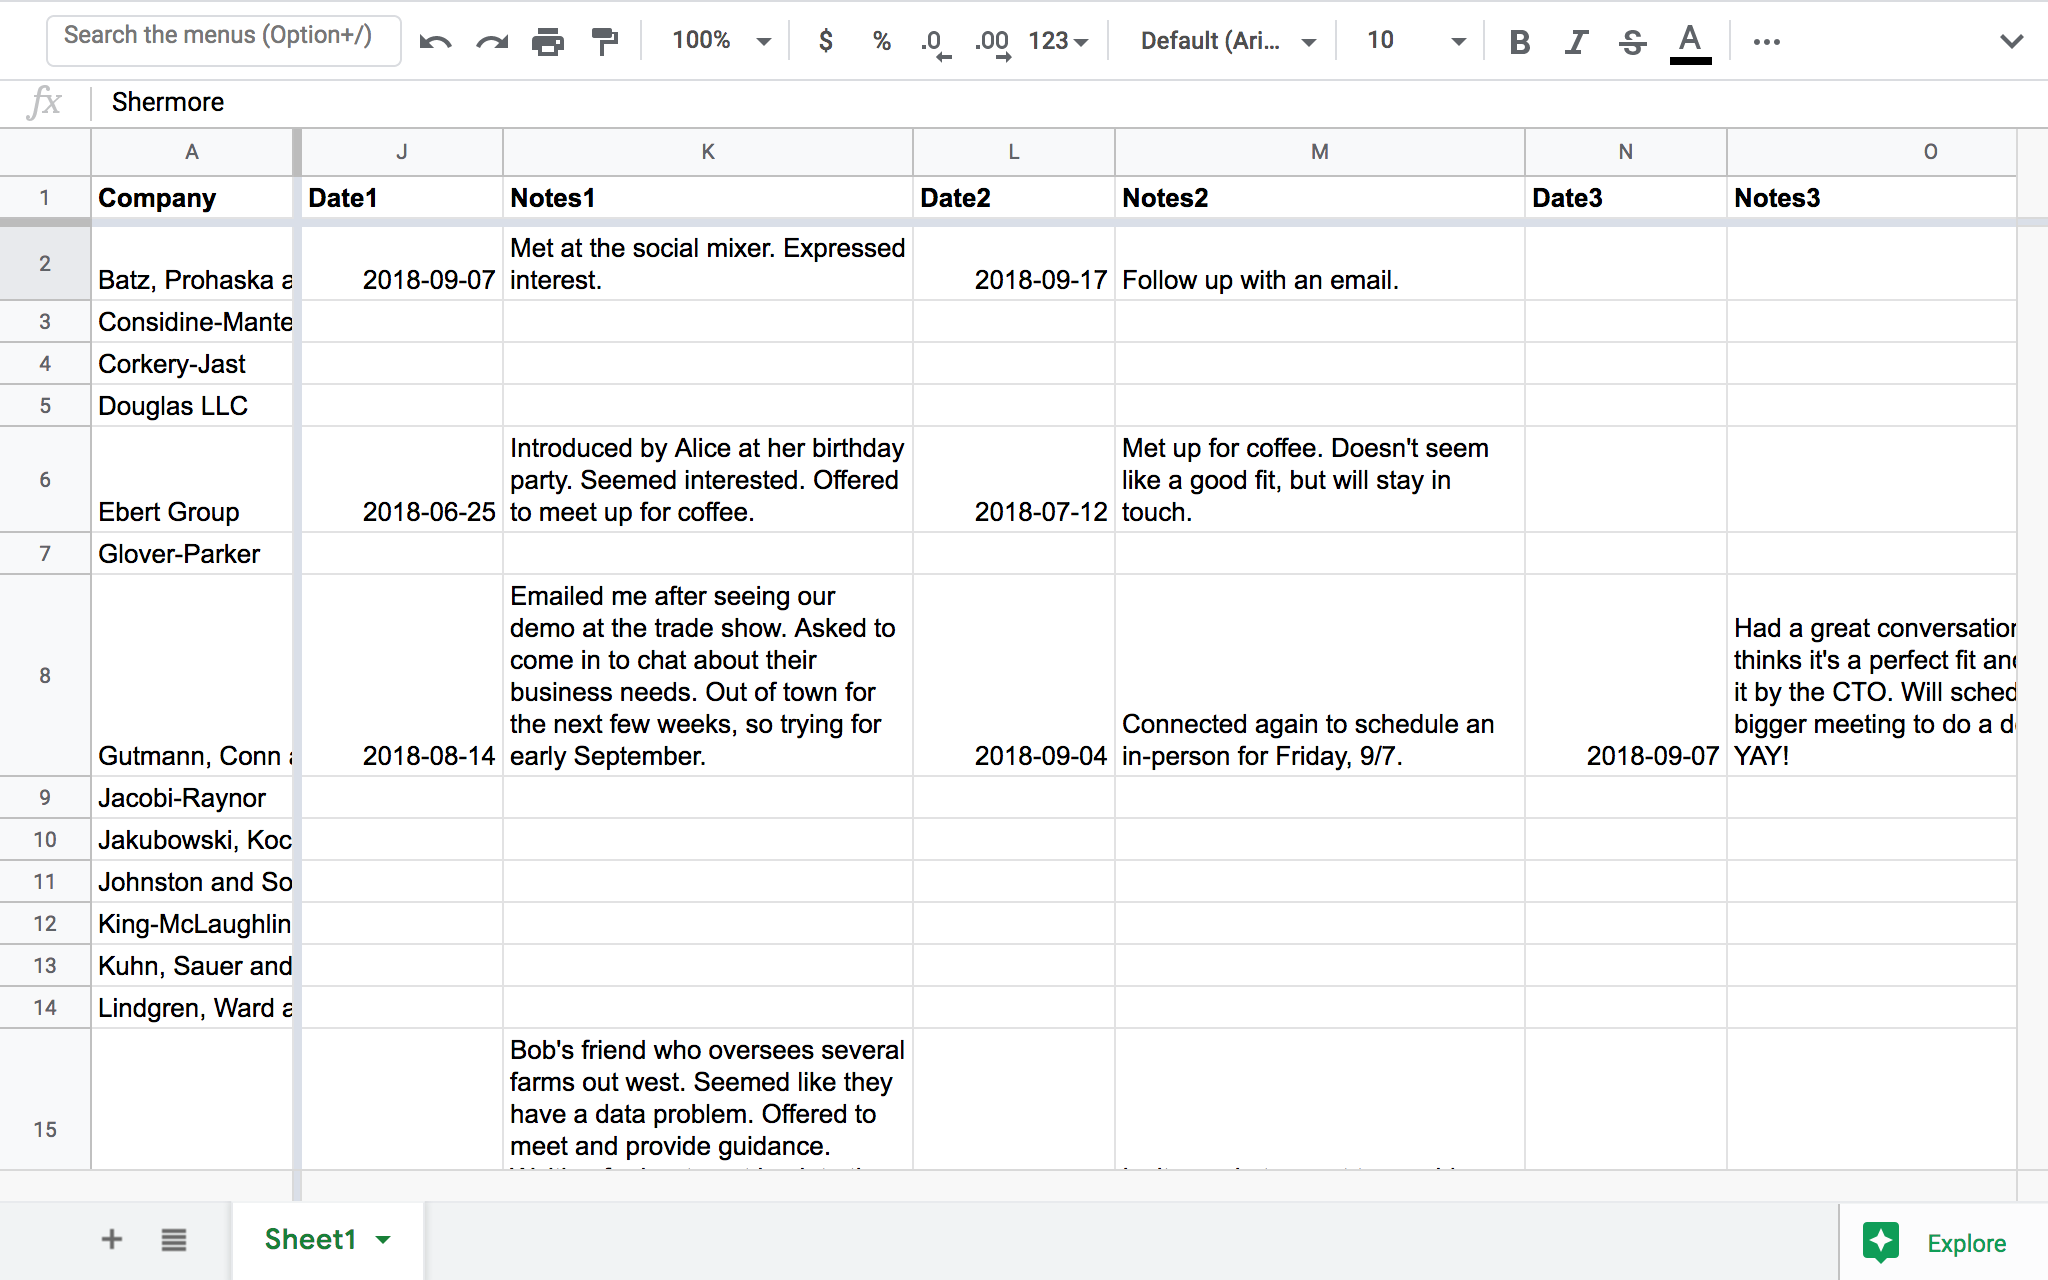 Search the menus (Option+/) 100% $ % .0 .00 123 Default (Ari... 10 B I S A
fx Shermore
A J K L M N O
1 Company Date1 Notes1 Date2 Notes2 Date3 Notes3
Met at the social mixer. Expressed
2 Batz, Prohaska 2018-09-07 interest. 2018-09-17 Follow up with an email.
3 Considine-Mante
4 Corkery-Jast
5 Douglas LLC
Introduced by Alice at her birthday Met up for coffee. Doesn't seem
6 party. Seemed interested. Offered like a good fit, but will stay in
Ebert Group 2018-06-25 to meet up for coffee. 2018-07-12 touch.
7 Glover-Parker
Emailed me after seeing our
demo at the trade show. Asked to Had a great conversation
come in to chat about their thinks it's a perfect fit and
8 business needs. Out of town for it by the CTO. Will sched
the next few weeks, so trying for Connected again to schedule an bigger meeting to do a d
Gutmann, Conn 2018-08-14 early September. 2018-09-04 in-person for Friday, 9/7. 2018-09-07 YAY!
9 Jacobi-Raynor
10 Jakubowski, Koc
11 Johnston and So
12 King-McLaughlin
13 Kuhn, Sauer and
14 Lindgren, Ward a
Bob's friend who oversees several
farms out west. Seemed like they
have a data problem. Offered to
15 meet and provide guidance.
Sheet1 Explore